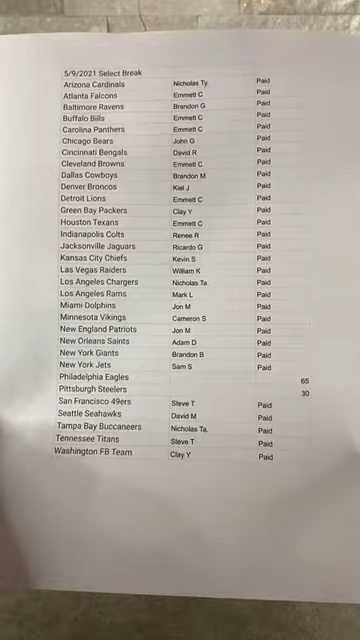 5/9/2021 Select Break
Arizona Cardinals Nicholas Ty. Paid
Atlanta Falcons Emmett C Paid
Baltimore Ravens Brandon G Paid
Buffalo Bills Emmett C Paid
Carolina Panthers Emmett C Paid
Chicago Bears John G Paid
Cincinnati Bengals David R Paid
Cleveland Browns Emmett C Paid
Dallas Cowboys Brandon M Paid
Denver Broncos Kiel J Paid
Detroit Lions Emmett C Paid
Green Bay Packers Clay Y Paid
Houston Texans Emmett C Paid
Indianapolis Colts Renee R Paid
Jacksonville Jaguars Ricardo G Paid
Kansas City Chiefs Kevin S Paid
Las Vegas Raiders William K Paid
Los Angeles Chargers Nicholas Ta. Paid
Los Angeles Rams Mark L Paid
Miami Dolphins Jon M Paid
Minnesota Vikings Cameron S Paid
New England Patriots Jon M Paid
New Orleans Saints Adam D Paid
New York Giants Brandon B Paid
New York Jets Sam S Paid
Philadelphia Eagles 65
Pittsburgh Steelers 30
San Francisco 49ers Steve T Paid
Seattle Seahawks David M Paid
Tampa Bay Buccaneers Nicholas Ta. Paid
Tennessee Titans Steve T Paid
Washington FB Team Clay Y Paid